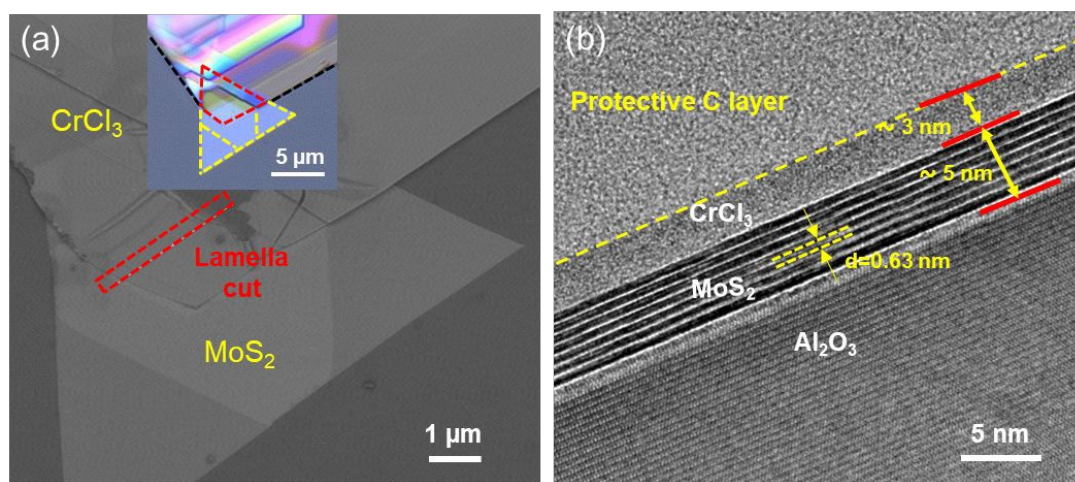 (a)
CrCl₃
5 µm
Lamella
cut
MoS₂
1 µm
(b)
Protective C layer
~ 3 nm
~ 5 nm
CrCl₃
d=0.63 nm
MoS₂
Al₂O₃
5 nm